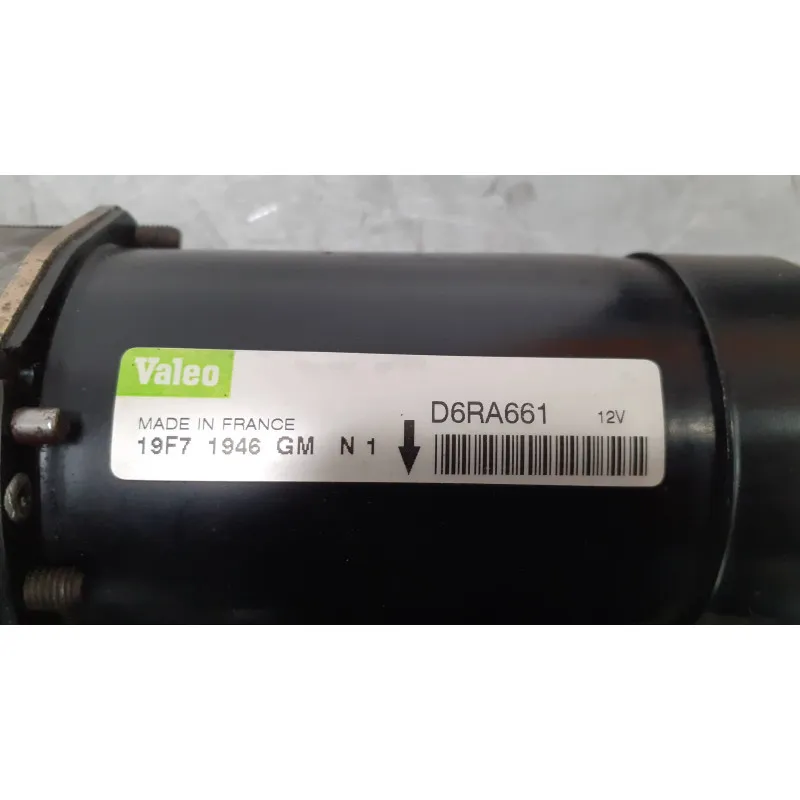 Valeo
MADE IN FRANCE
19F7 1946 GM N 1
D6RA661 12V